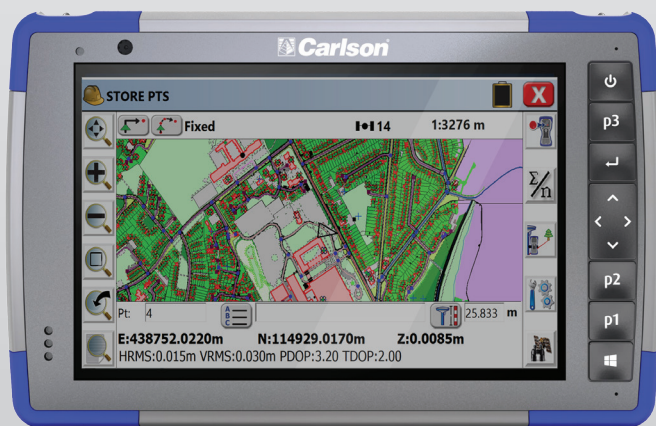 Carlson
STORE PTS
Fixed
14
1:3276 m
Σ/n
Pt: 4
A
B
C
25.833 m
E:438752.0220m N:114929.0170m Z:0.0085m
HRMS:0.015m VRMS:0.030m PDOP:3.20 TDOP:2.00
p3
p2
p1